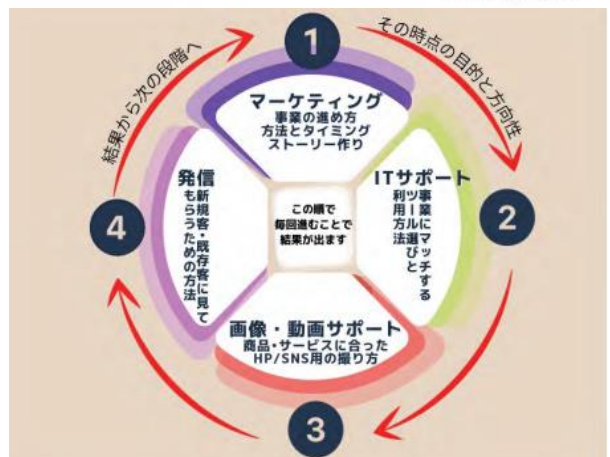 1
その時点の目的と方向性
マーケティング
事業の進め方
方法とタイミング
ストーリー作り
2
ITサポート
事業にマッチする
ツール選びと
利用方法
3
画像・動画サポート
商品・サービスに合った
HP/SNS用の撮り方
4
発信
新規客・既存客に見て
もらうための方法
結果から次の段階へ
この順で
毎回進むことで
結果が出ます